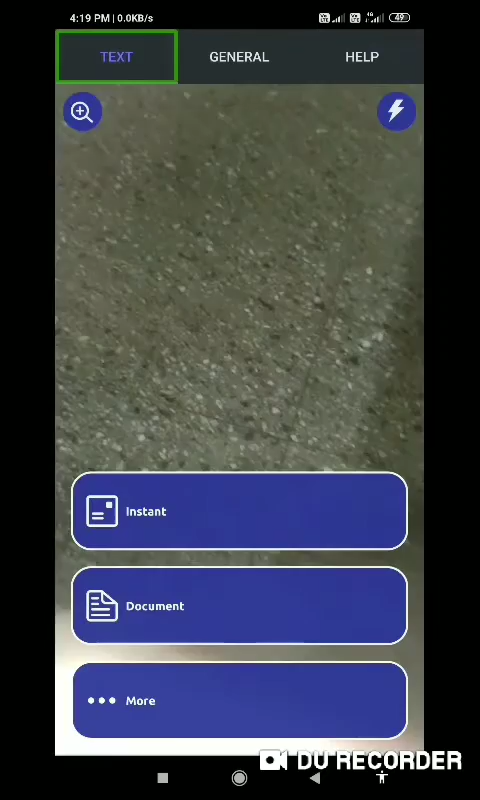 4:19 PM | 0.0KB/s
49
TEXT GENERAL HELP
Instant
Document
More
DU RECORDER